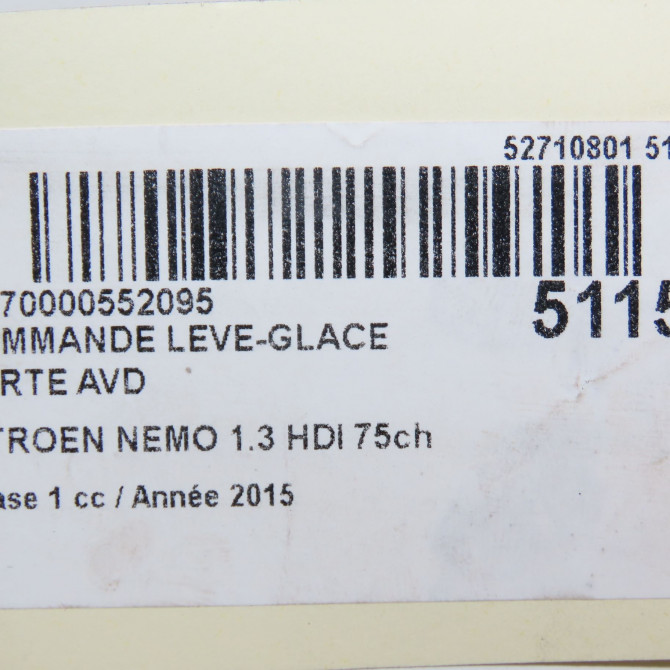 52710801 51
70000552095
5115
MMANDE LEVE-GLACE
RTE AVD
TROEN NEMO 1.3 HDI 75ch
ase 1 cc / Année 2015